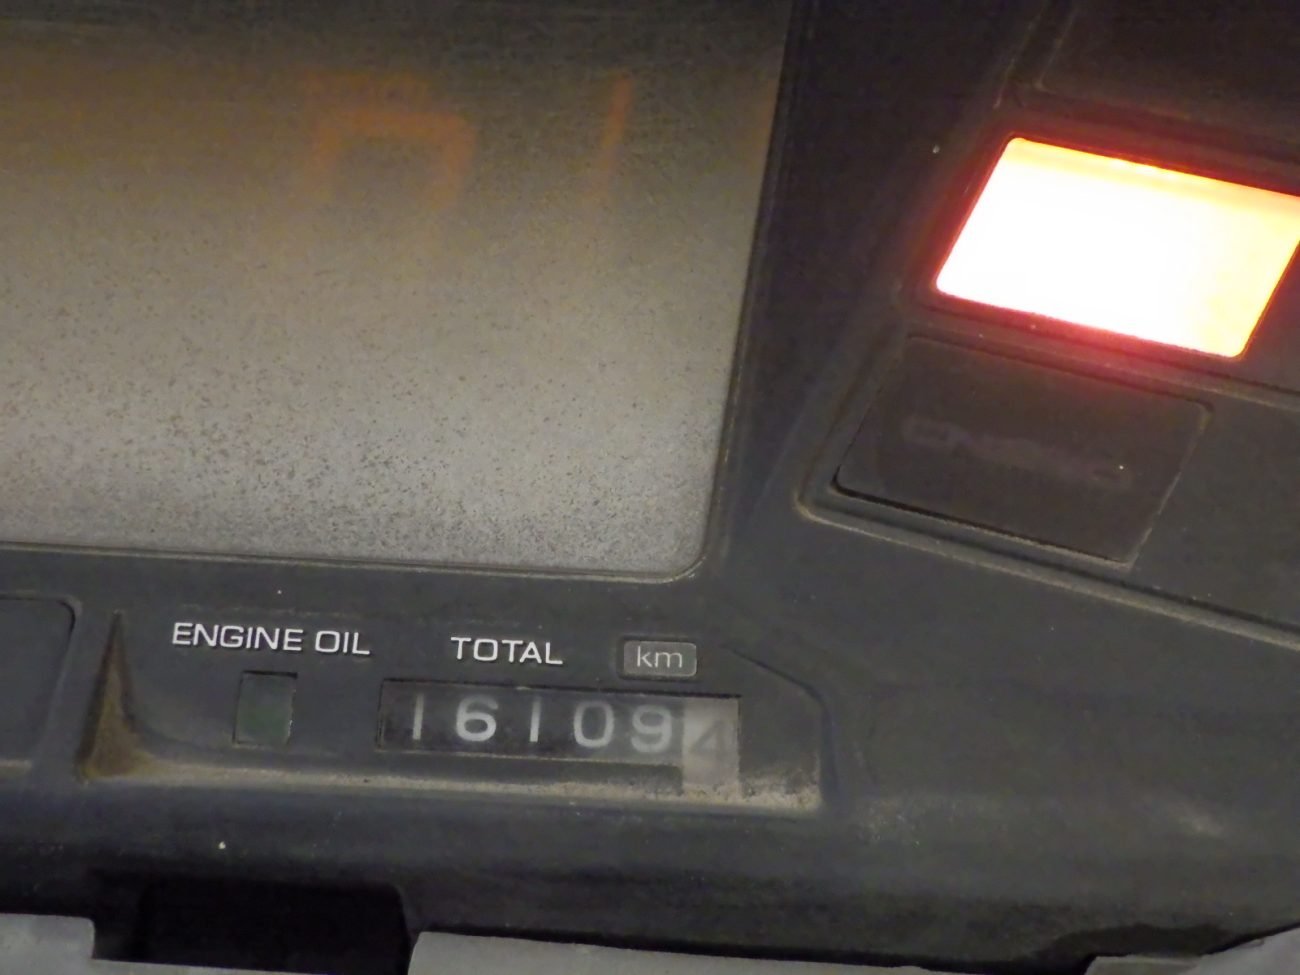 ENGINE OIL
TOTAL
km
161094